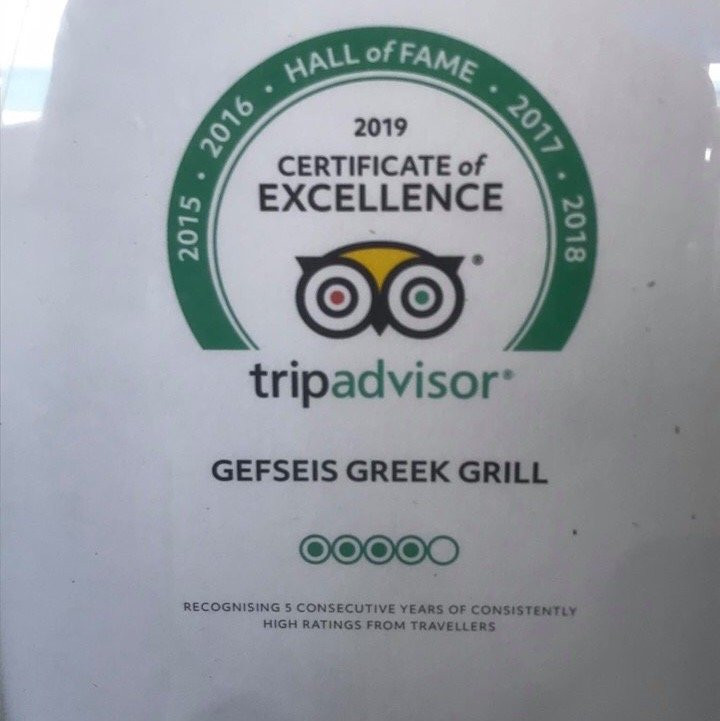 2015 • 2016 • HALL of FAME • 2017 • 2018
2019
CERTIFICATE of
EXCELLENCE
tripadvisor®
GEFSEIS GREEK GRILL
RECOGNISING 5 CONSECUTIVE YEARS OF CONSISTENTLY
HIGH RATINGS FROM TRAVELLERS